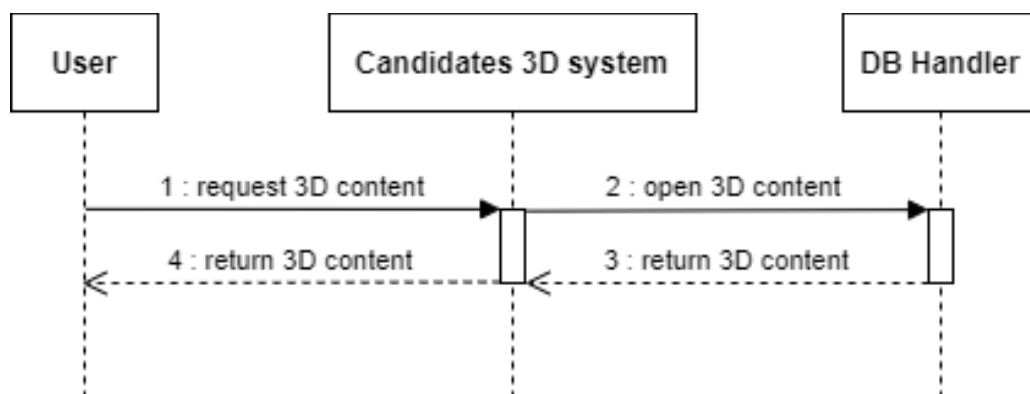 User
Candidates 3D system
DB Handler
1 : request 3D content
2 : open 3D content
4 : return 3D content
3 : return 3D content